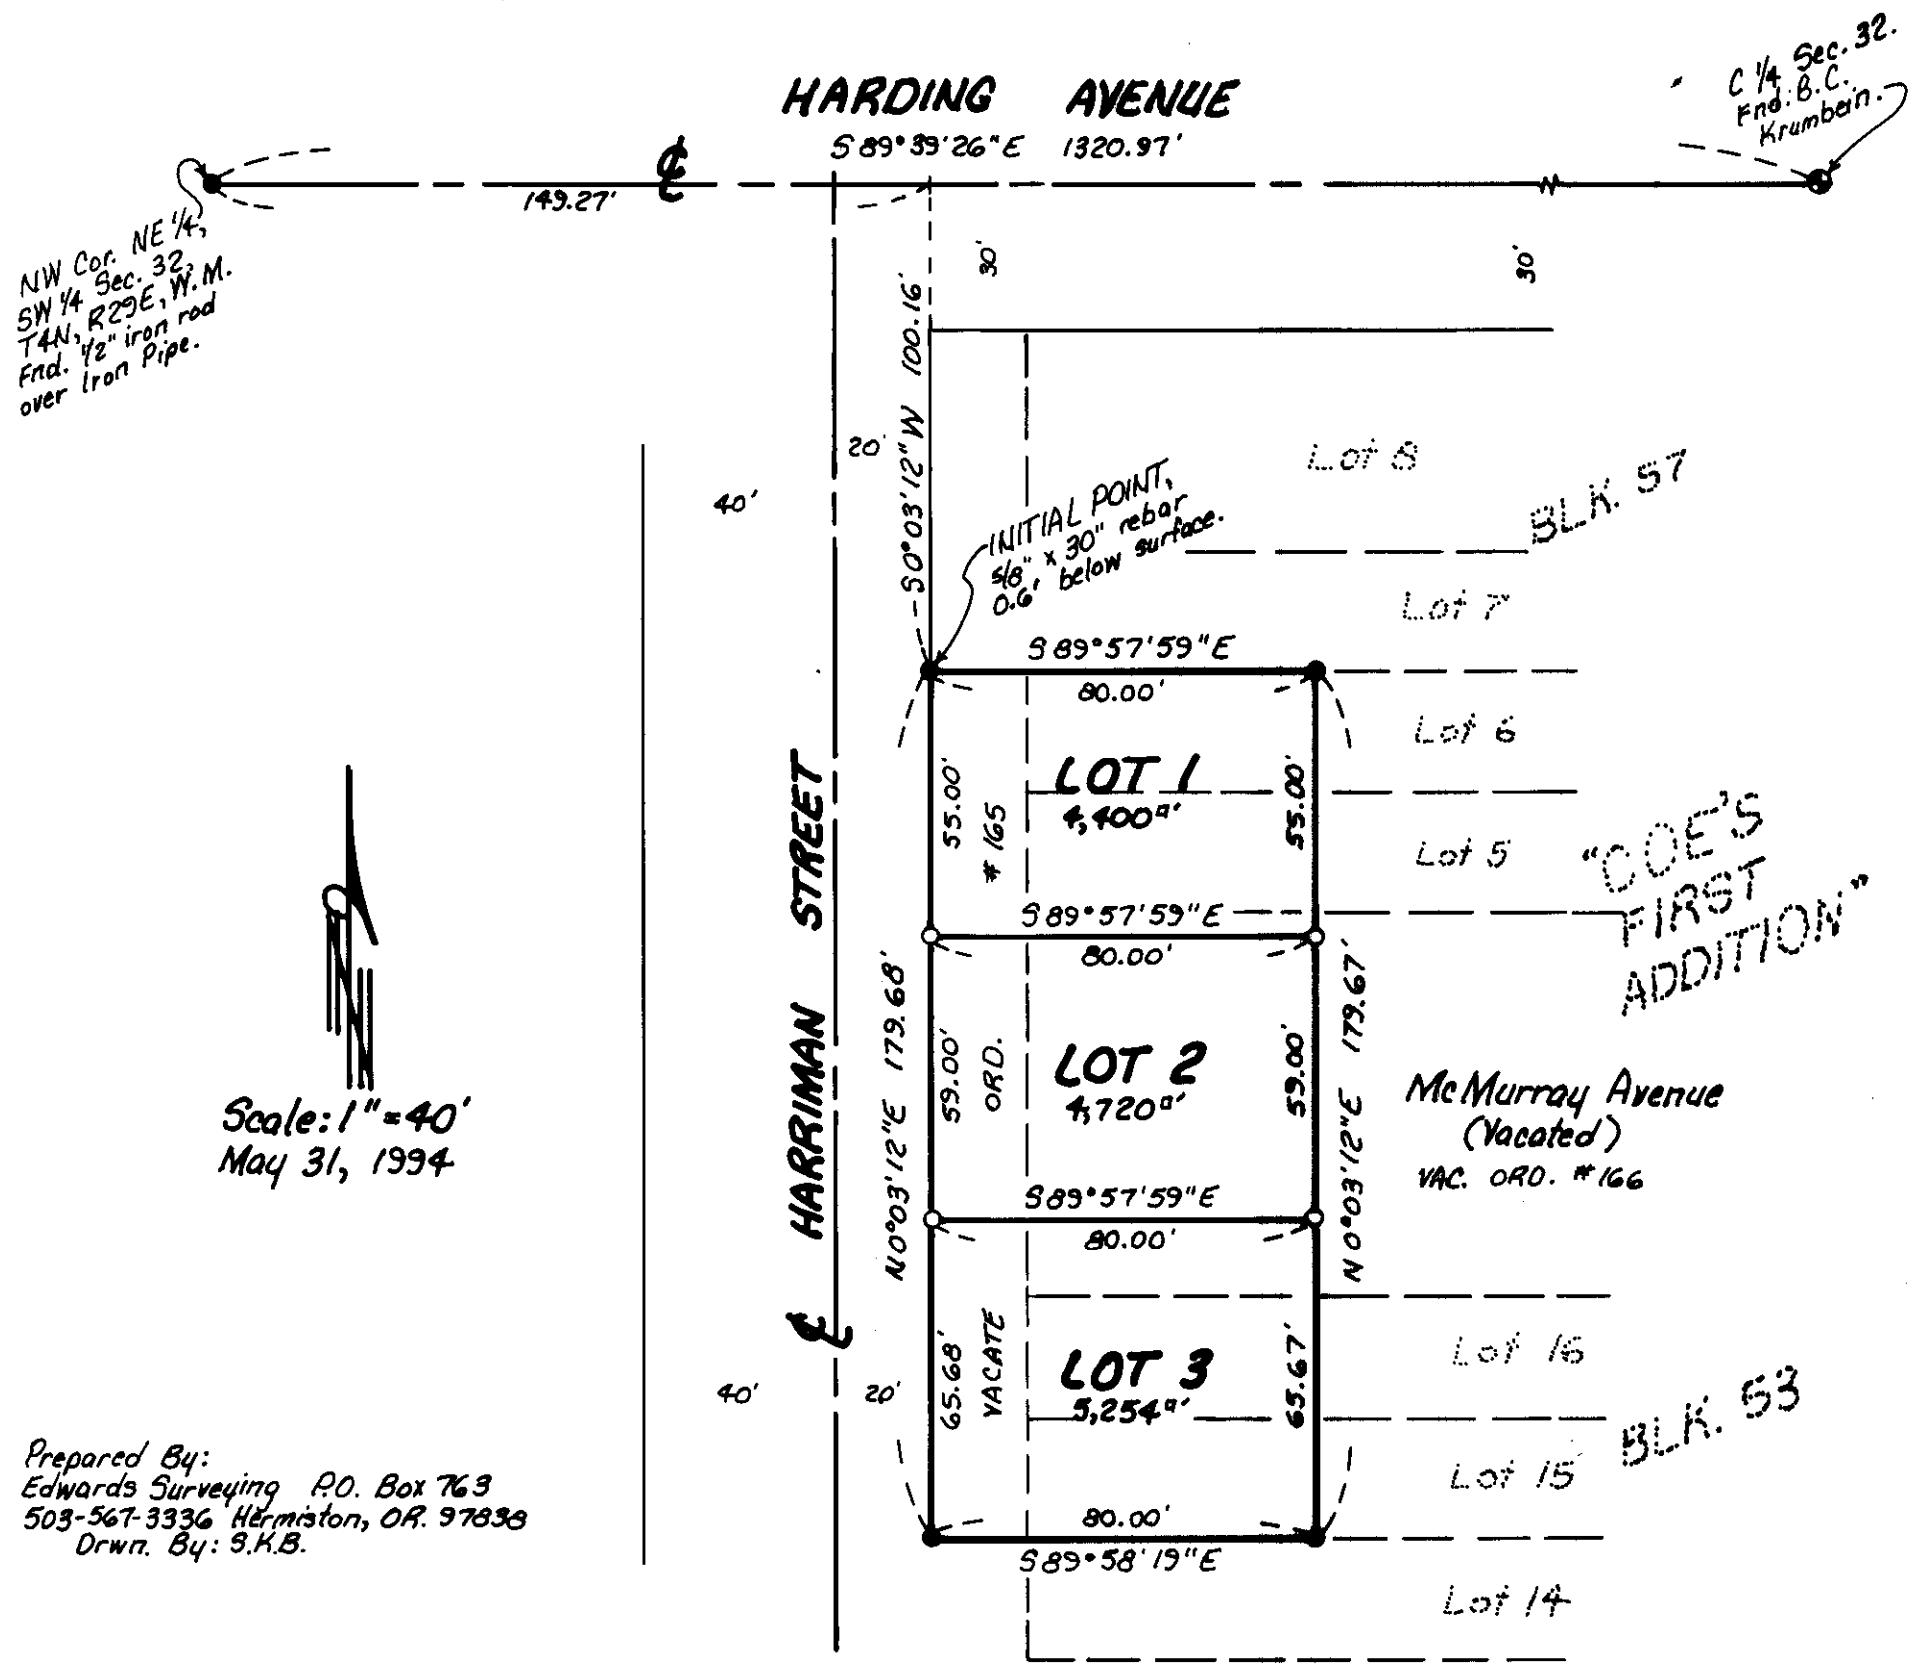 HARDING AVENUE
S 89°39'26"E 1320.97'
C 1/4 Sec. 32.
Fnd. B.C.
Krumbein.
℄
149.27'
NW Cor. NE 1/4,
SW 1/4 Sec. 32,
T4N, R29E, W.M.
Fnd. 1/2" iron rod
over Iron Pipe.
30'
30'
S0°03'12"W 100.16'
20'
40'
Lot 8
BLK. 57
INITIAL POINT,
5/8" x 30" rebar
0.6' below surface.
Lot 7
S 89°57'59"E
80.00'
Lot 6
LOT 1
4,400□'
55.00'
# 165
55.00'
Lot 5
"COE'S
FIRST
ADDITION"
℄ HARRIMAN STREET
S 89°57'59"E
80.00'
N0°03'12"E 179.68'
59.00'
ORD.
LOT 2
4,720□'
59.00'
N0°03'12"E 179.67'
McMurray Avenue
(Vacated)
VAC. ORD. #166
Scale: 1"=40'
May 31, 1994
S 89°57'59"E
80.00'
65.68'
VACATE
LOT 3
5,254□'
65.67'
Lot 16
40'
20'
BLK. 53
Lot 15
80.00'
S 89°58'19"E
Lot 14
Prepared By:
Edwards Surveying P.O. Box 763
503-567-3336 Hermiston, OR. 97838
Drwn. By: S.K.B.